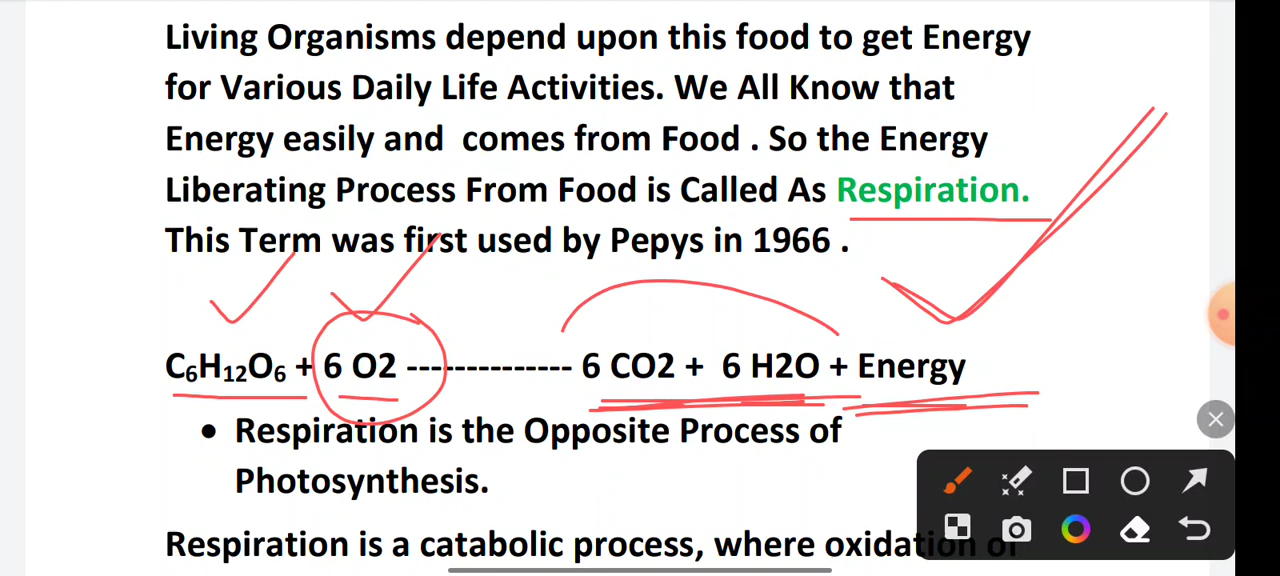 Living Organisms depend upon this food to get Energy
for Various Daily Life Activities. We All Know that
Energy easily and  comes from Food . So the Energy
Liberating Process From Food is Called As Respiration.
This Term was first used by Pepys in 1966 .
C₆H₁₂O₆ + 6 O2 -------------- 6 CO2 +  6 H2O + Energy
• Respiration is the Opposite Process of
Photosynthesis.
Respiration is a catabolic process, where oxidation of